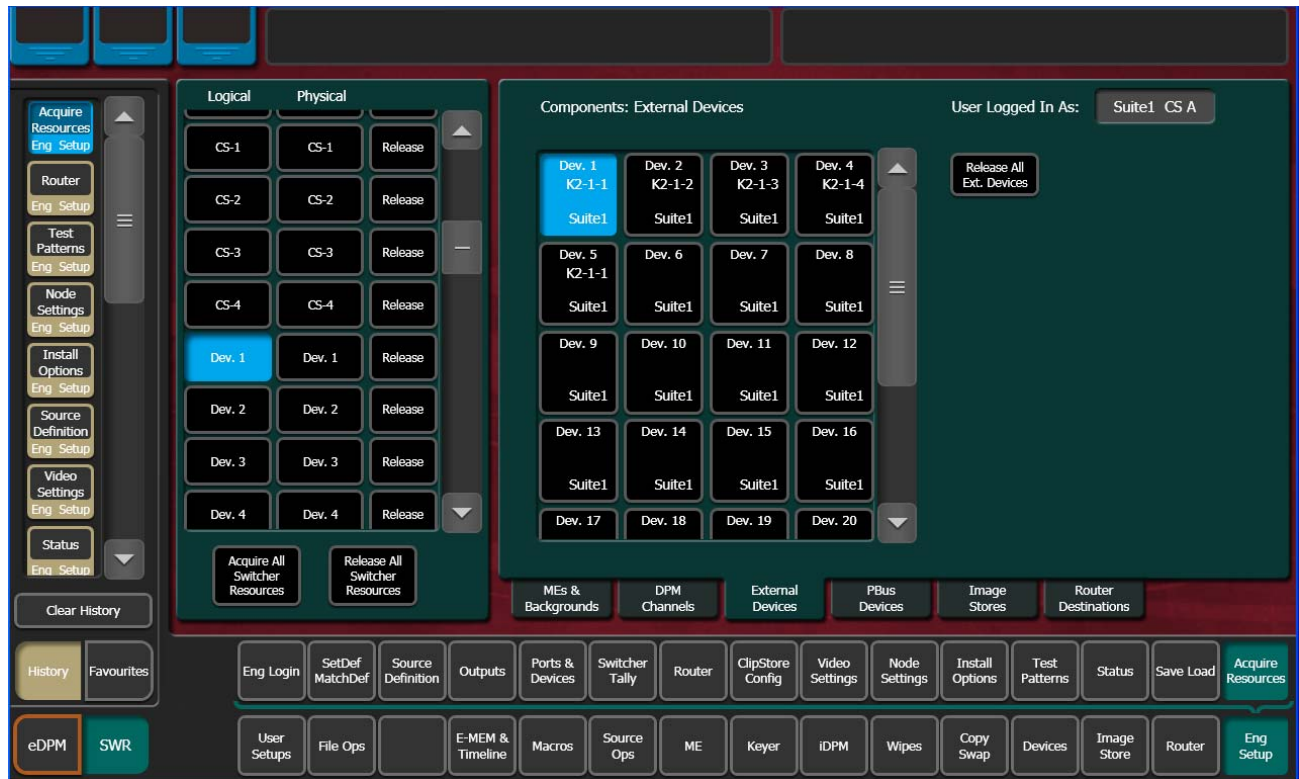 Acquire
Resources
Eng Setup
Router
Eng Setup
Test
Patterns
Eng Setup
Node
Settings
Eng Setup
Install
Options
Eng Setup
Source
Definition
Eng Setup
Video
Settings
Eng Setup
Status
Eng Setup
Clear History
History Favourites
eDPM SWR
Logical Physical
CS-1 CS-1 Release
CS-2 CS-2 Release
CS-3 CS-3 Release
CS-4 CS-4 Release
Dev. 1 Dev. 1 Release
Dev. 2 Dev. 2 Release
Dev. 3 Dev. 3 Release
Dev. 4 Dev. 4 Release
Acquire All
Switcher
Resources
Release All
Switcher
Resources
Components: External Devices User Logged In As: Suite1 CS A
Dev. 1 Dev. 2 Dev. 3 Dev. 4
K2-1-1 K2-1-2 K2-1-3 K2-1-4
Suite1 Suite1 Suite1 Suite1
Release All
Ext. Devices
Dev. 5 Dev. 6 Dev. 7 Dev. 8
K2-1-1
Suite1 Suite1 Suite1 Suite1
Dev. 9 Dev. 10 Dev. 11 Dev. 12
Suite1 Suite1 Suite1 Suite1
Dev. 13 Dev. 14 Dev. 15 Dev. 16
Suite1 Suite1 Suite1 Suite1
Dev. 17 Dev. 18 Dev. 19 Dev. 20
MEs &
Backgrounds
DPM
Channels
External
Devices
PBus
Devices
Image
Stores
Router
Destinations
Eng Login
SetDef
MatchDef
Source
Definition
Outputs
Ports &
Devices
Switcher
Tally
Router
ClipStore
Config
Video
Settings
Node
Settings
Install
Options
Test
Patterns
Status
Save Load
Acquire
Resources
User
Setups
File Ops
E-MEM &
Timeline
Macros
Source
Ops
ME
Keyer
iDPM
Wipes
Copy
Swap
Devices
Image
Store
Router
Eng
Setup